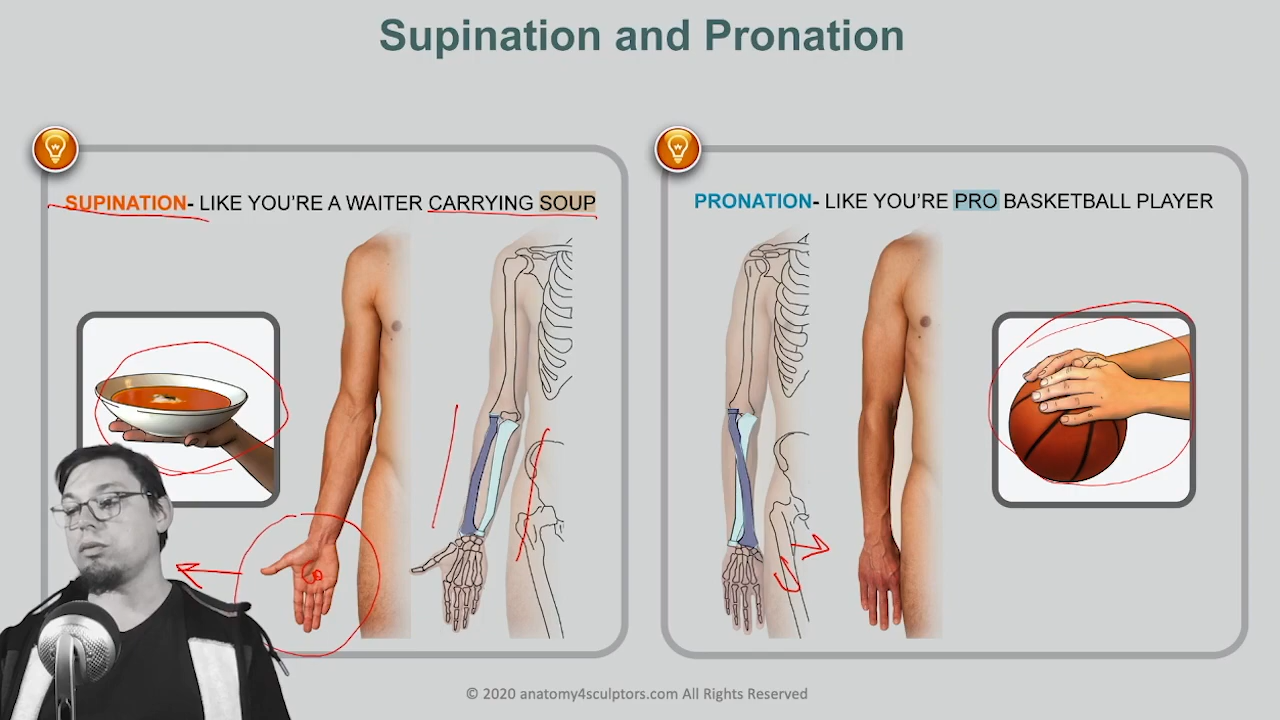 Supination and Pronation
SUPINATION- LIKE YOU'RE A WAITER CARRYING SOUP
PRONATION- LIKE YOU'RE PRO BASKETBALL PLAYER
© 2020 anatomy4sculptors.com All Rights Reserved